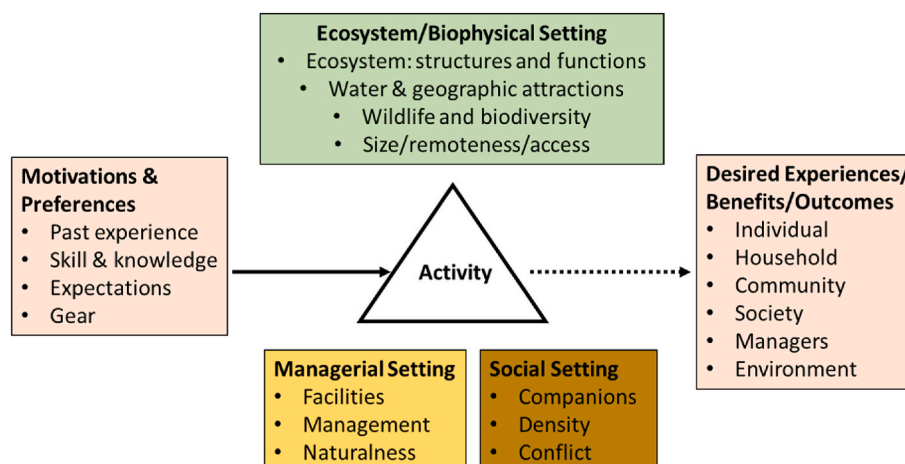 Ecosystem/Biophysical Setting
• Ecosystem: structures and functions
• Water & geographic attractions
• Wildlife and biodiversity
• Size/remoteness/access
Motivations &
Preferences
• Past experience
• Skill & knowledge
• Expectations
• Gear
Activity
Desired Experiences/
Benefits/Outcomes
• Individual
• Household
• Community
• Society
• Managers
• Environment
Managerial Setting
• Facilities
• Management
• Naturalness
Social Setting
• Companions
• Density
• Conflict